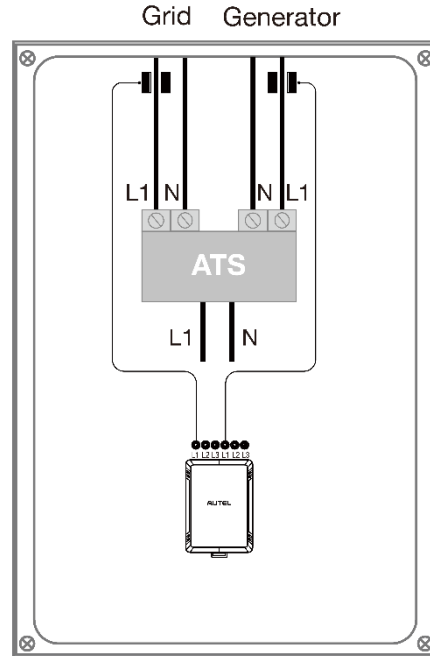 Grid Generator
L1 N N L1
ATS
L1 N
L1 L2 L3 L1 L2 L3
AUTEL